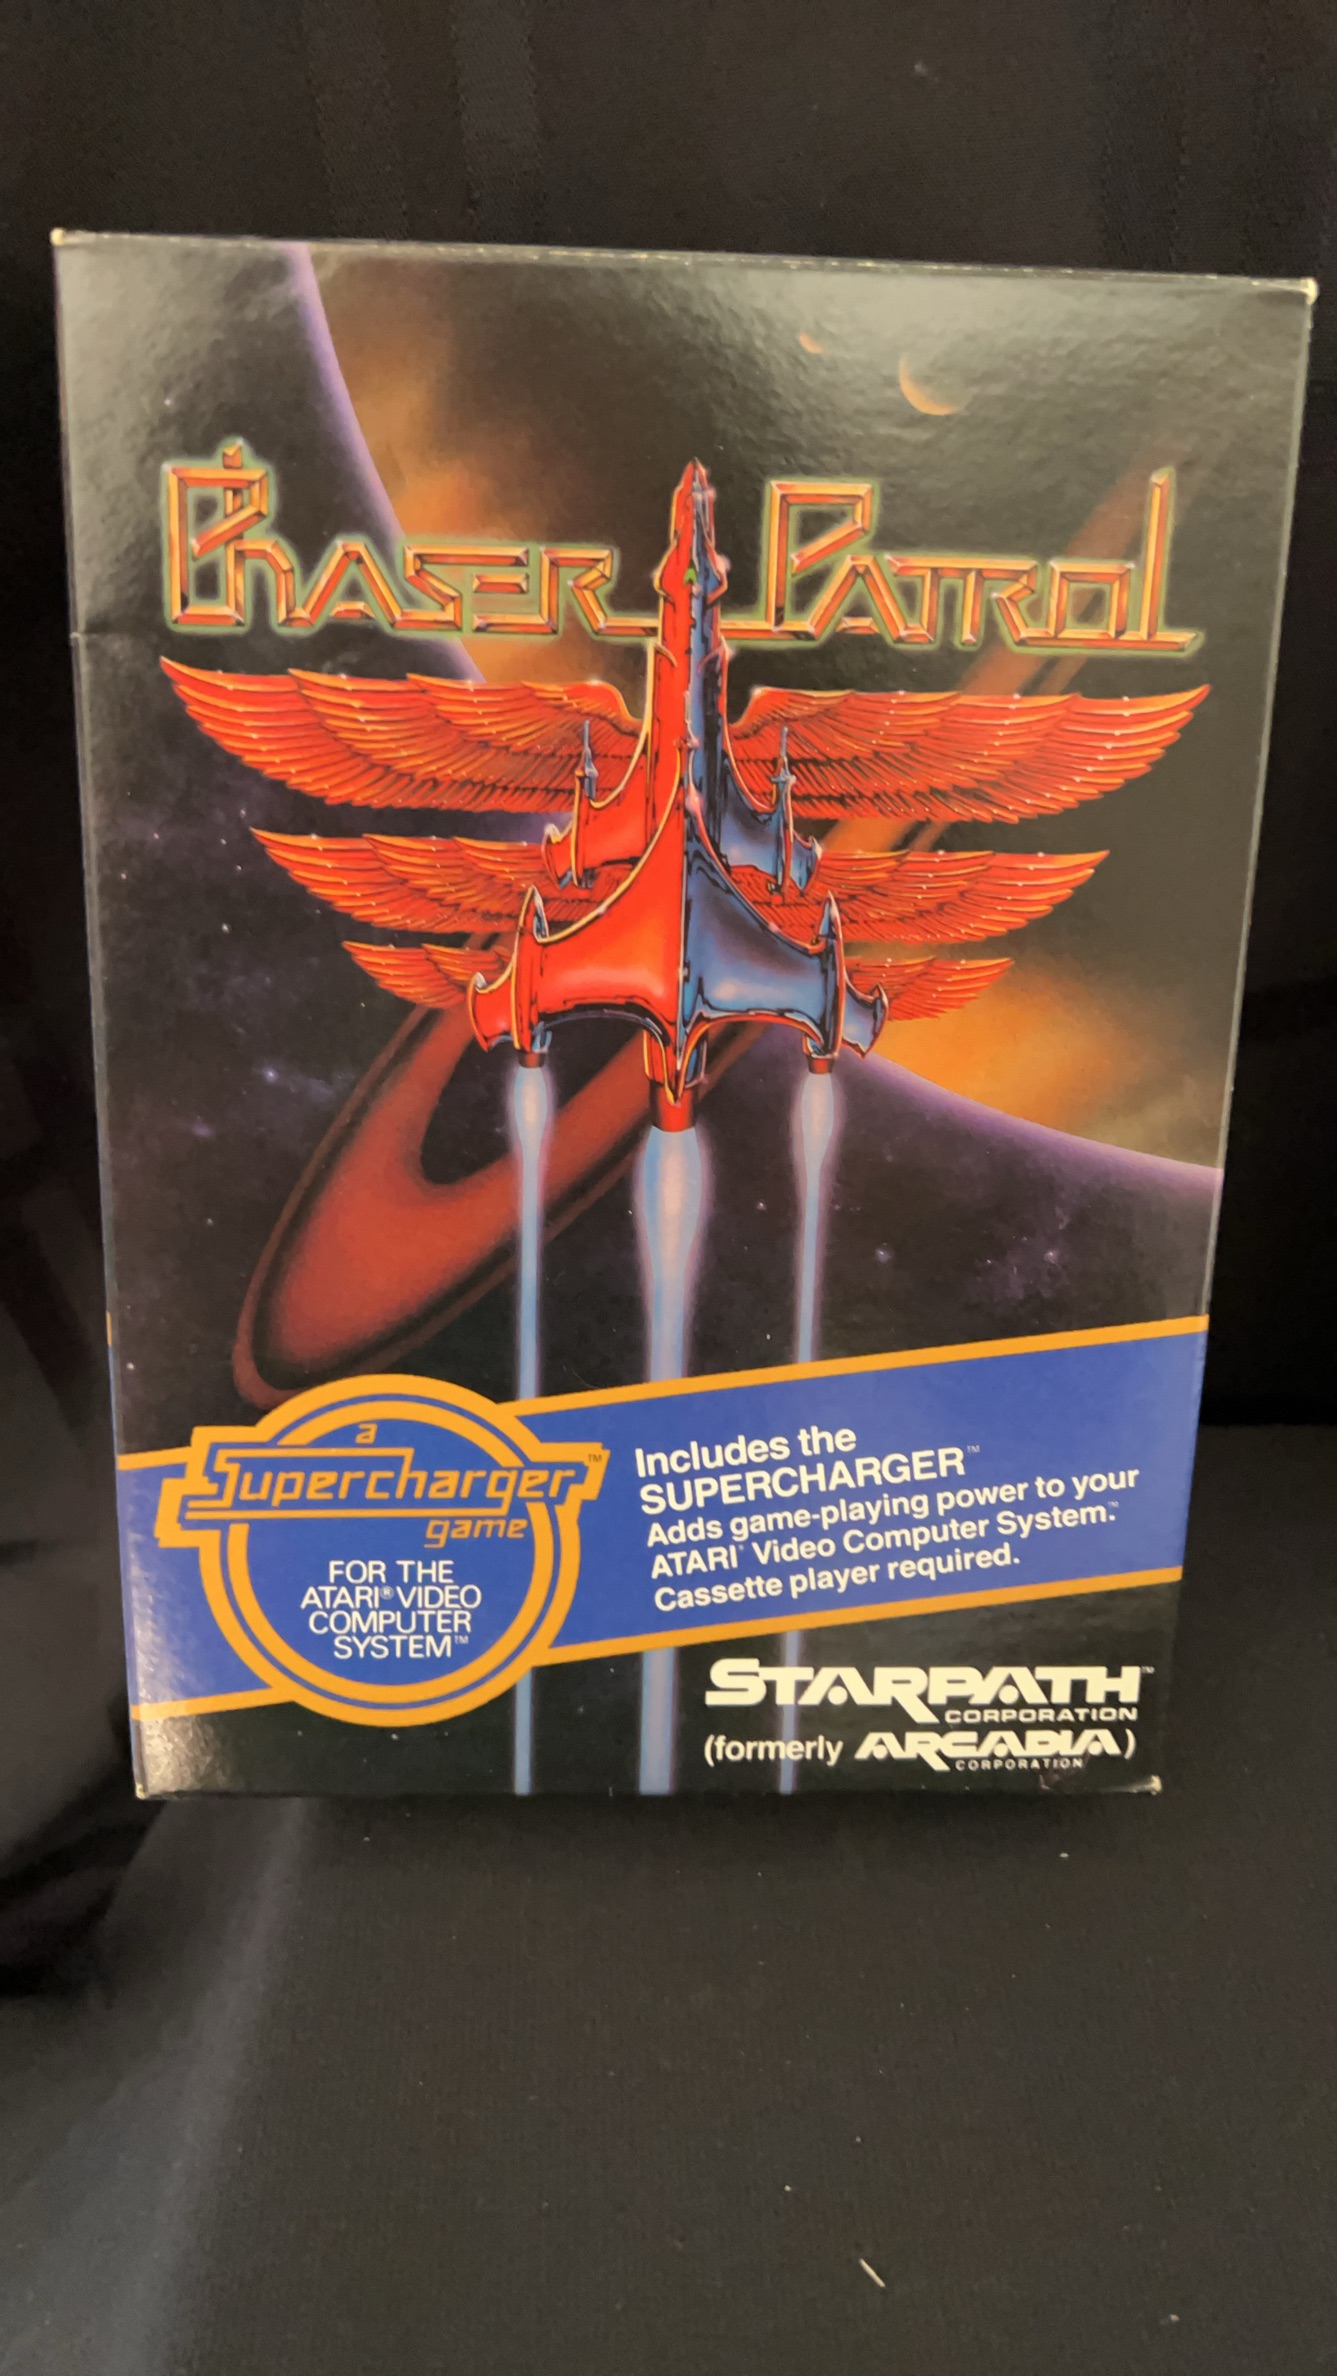 PHASER PATROL
a
Supercharger™
game
FOR THE
ATARI® VIDEO
COMPUTER
SYSTEM™
Includes the
SUPERCHARGER™
Adds game-playing power to your
ATARI® Video Computer System.™
Cassette player required.
STARPATH™
CORPORATION
(formerly ARCADIA)
CORPORATION